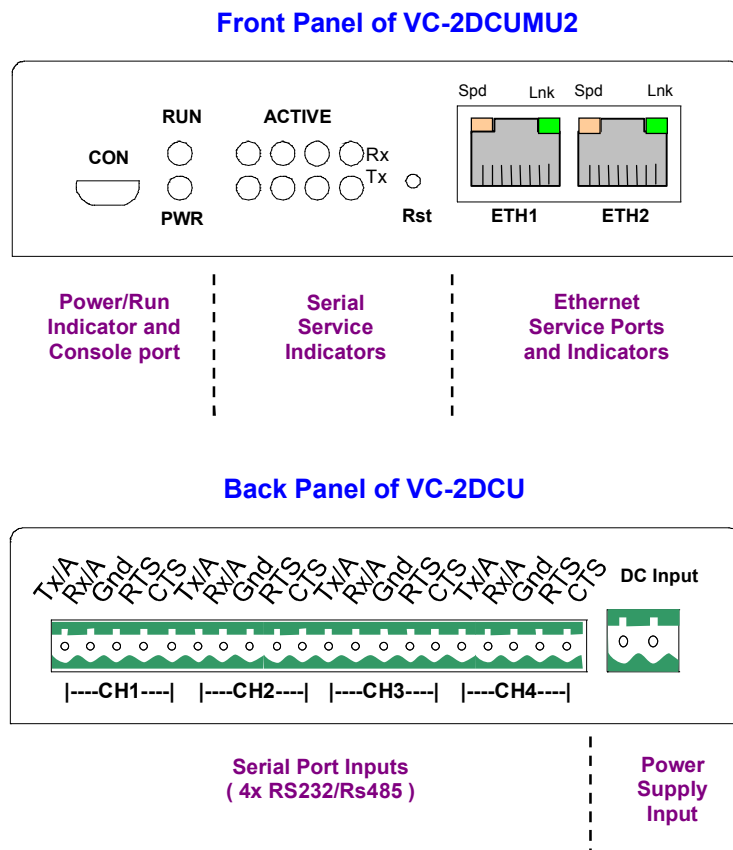 Front Panel of VC-2DCUMU2
Spd Lnk Spd Lnk
RUN ACTIVE
CON Rx
Tx
PWR Rst ETH1 ETH2
Power/Run
Indicator and
Console port
Serial
Service
Indicators
Ethernet
Service Ports
and Indicators
Back Panel of VC-2DCU
Tx/A Rx/A Gnd RTS CTS Tx/A Rx/A Gnd RTS CTS Tx/A Rx/A Gnd RTS CTS Tx/A Rx/A Gnd RTS CTS DC Input
|----CH1----| |----CH2----| |----CH3----| |----CH4----|
Serial Port Inputs
( 4x RS232/Rs485 )
Power
Supply
Input